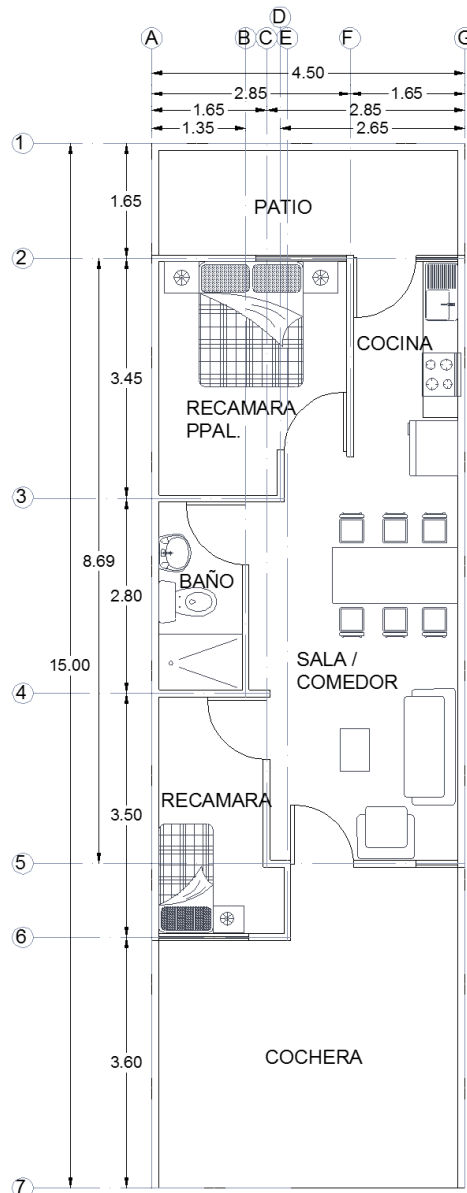 D
A B C E F G
4.50
2.85 1.65
1.65 2.85
1.35 2.65
1
1.65
PATIO
2
COCINA
3.45
RECAMARA
PPAL.
3
8.69
2.80
BAÑO
15.00
SALA /
COMEDOR
4
RECAMARA
3.50
5
6
COCHERA
3.60
7